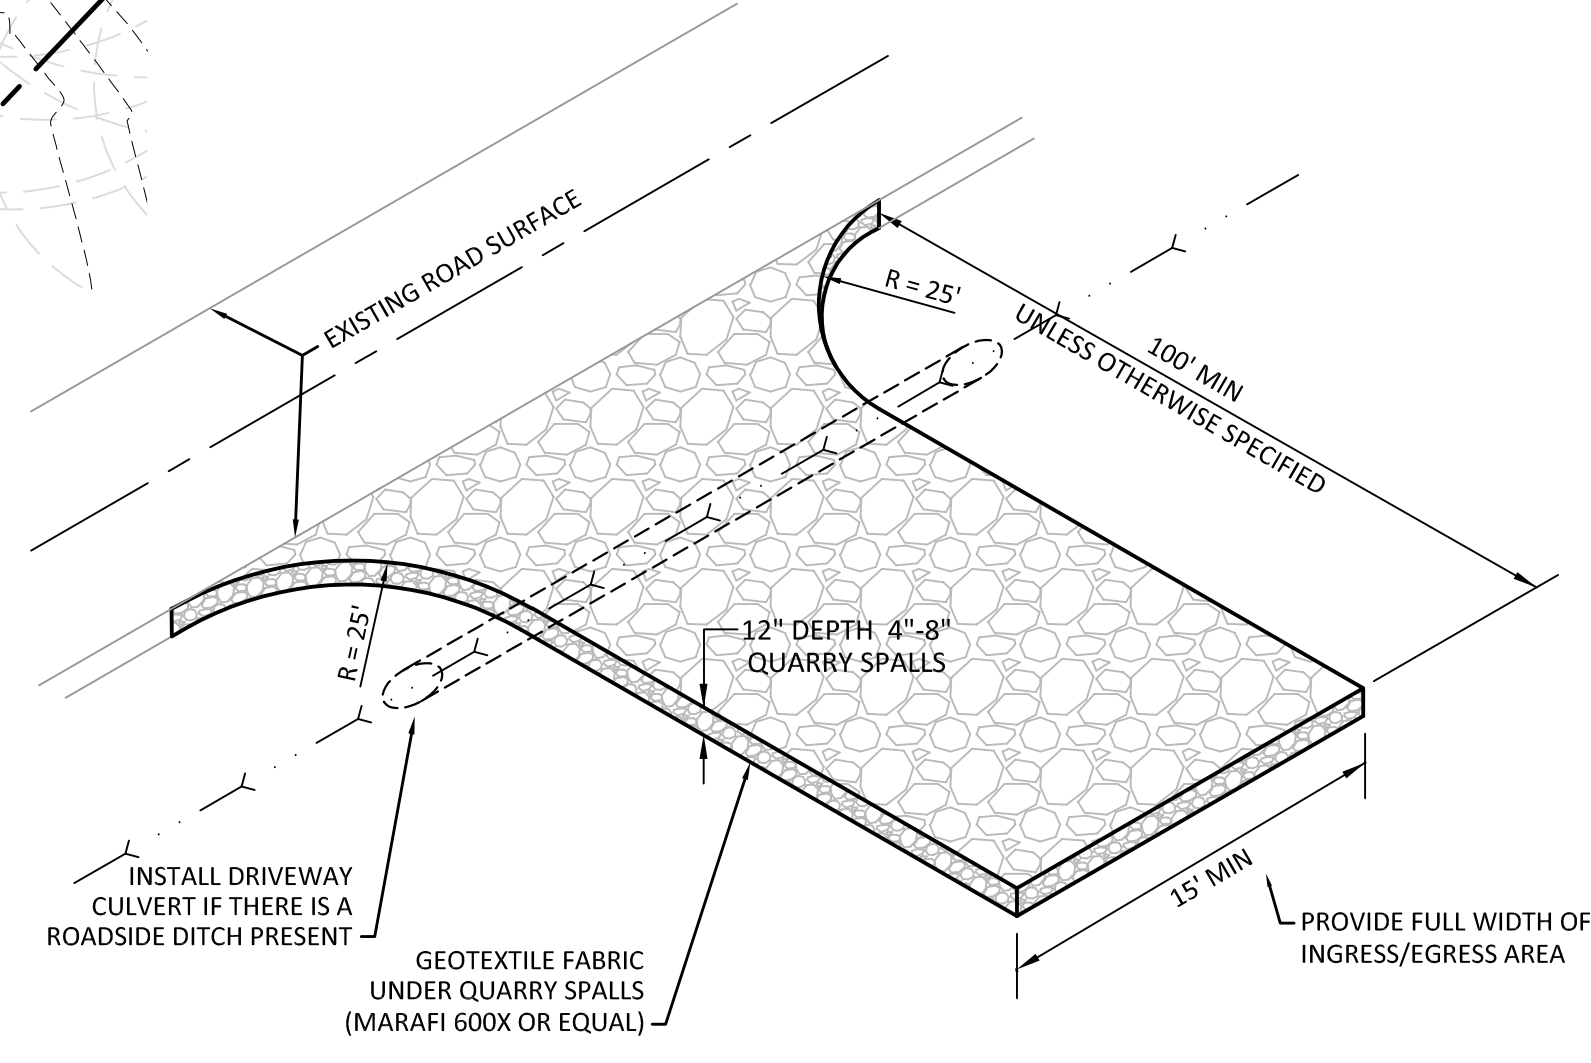 EXISTING ROAD SURFACE
R = 25'
100' MIN
UNLESS OTHERWISE SPECIFIED
R = 25'
12" DEPTH 4"-8"
QUARRY SPALLS
15' MIN
INSTALL DRIVEWAY
CULVERT IF THERE IS A
ROADSIDE DITCH PRESENT
GEOTEXTILE FABRIC
UNDER QUARRY SPALLS
(MARAFI 600X OR EQUAL)
PROVIDE FULL WIDTH OF
INGRESS/EGRESS AREA